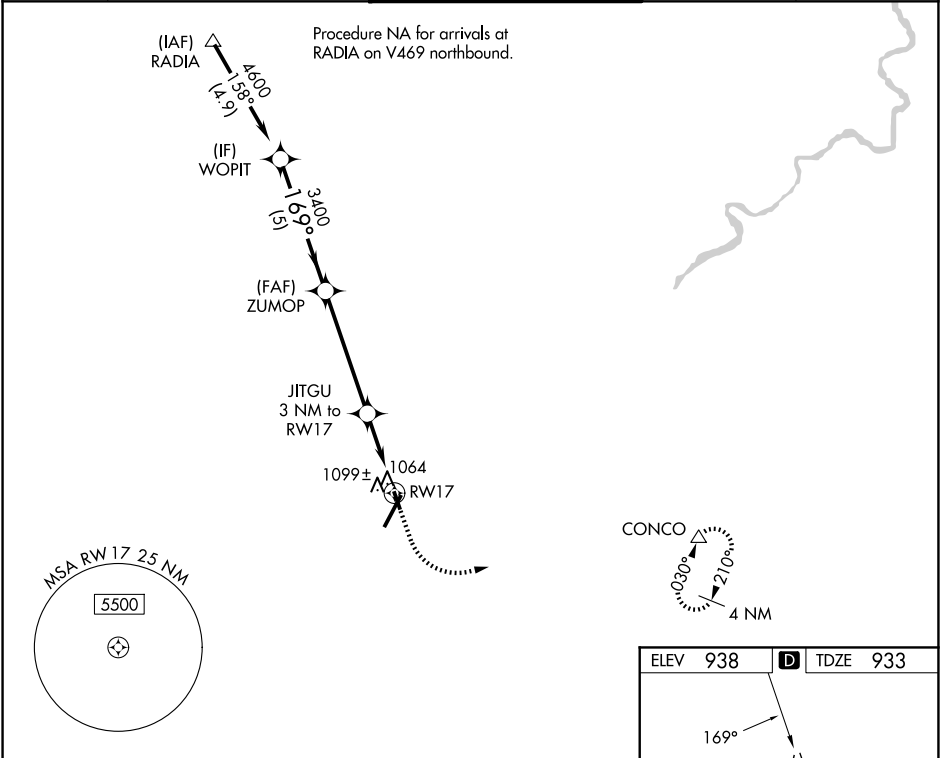 (IAF)
RADIA
Procedure NA for arrivals at
RADIA on V469 northbound.
4600
158°
(4.9)
(IF)
WOPIT
3400
169°
(5)
(FAF)
ZUMOP
JITGU
3 NM to
RW17
1099±
1064
RW17
CONCO
030°
210°
4 NM
MSA RW 17 25 NM
5500
ELEV 938 D TDZE 933
169°